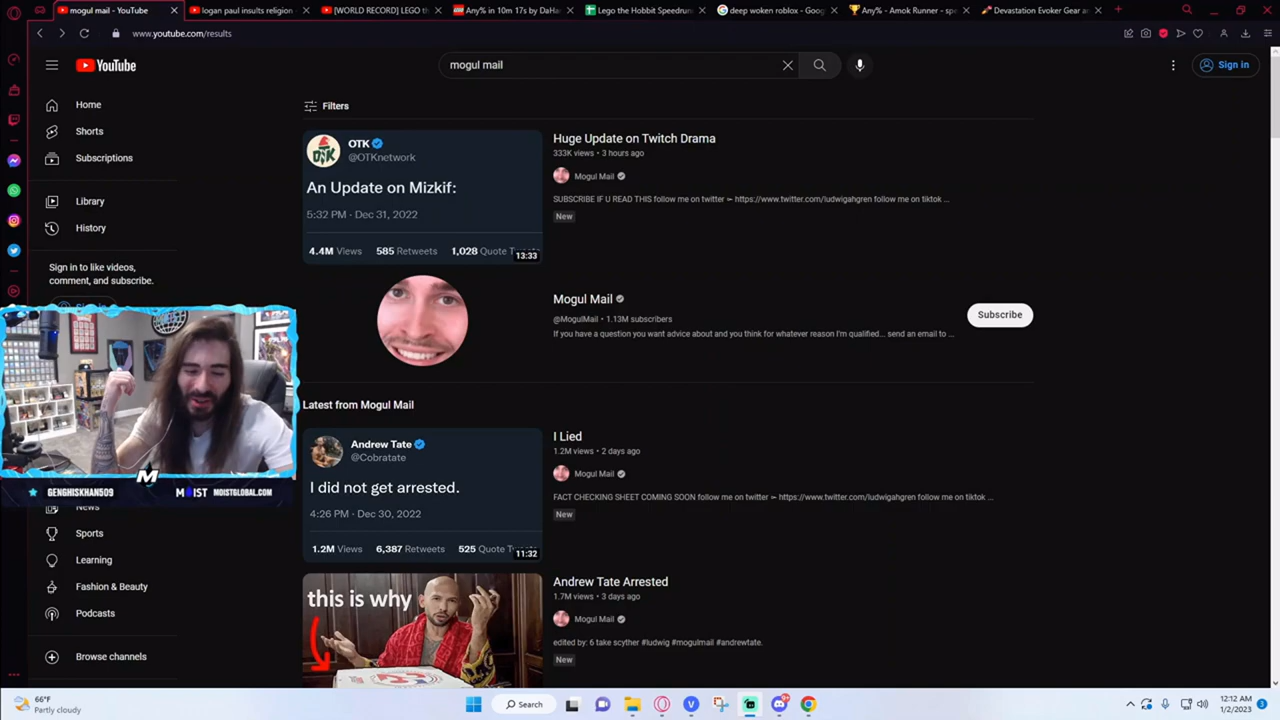 mogul mail - YouTube
logan paul insults religion -
[WORLD RECORD] LEGO th
Any% in 10m 17s by DaHar
Lego the Hobbit Speedrun
deep woken roblox - Goog
Any% - Amok Runner - spe
Devastation Evoker Gear a
www.youtube.com/results
YouTube
mogul mail
Sign in
Home
Shorts
Subscriptions
Library
History
Sign in to like videos,
comment, and subscribe.
Sports
Learning
Fashion & Beauty
Podcasts
Browse channels
Filters
OTK
@OTKnetwork
An Update on Mizkif:
5:32 PM · Dec 31, 2022
4.4M Views 585 Retweets 1,028 Quote Tweets
13:33
Huge Update on Twitch Drama
333K views • 3 hours ago
Mogul Mail
SUBSCRIBE IF U READ THIS follow me on twitter ➳ https://www.twitter.com/ludwigahgren follow me on tiktok ...
New
Mogul Mail
@MogulMail • 1.13M subscribers
If you have a question you want advice about and you think for whatever reason I'm qualified... send an email to ...
Subscribe
Latest from Mogul Mail
Andrew Tate
@Cobratate
I did not get arrested.
4:26 PM · Dec 30, 2022
1.2M Views 6,387 Retweets 525 Quote Tw
11:32
I Lied
1.2M views • 2 days ago
Mogul Mail
FACT CHECKING SHEET COMING SOON follow me on twitter ➳ https://www.twitter.com/ludwigahgren follow me on tiktok ...
New
this is why
Andrew Tate Arrested
1.7M views • 3 days ago
Mogul Mail
edited by: 6 take scyther #ludwig #mogulmail #andrewtate.
New
GENGHISKHAN509
MOIST
MOISTGLOBAL.COM
News
66°F
Partly cloudy
Search
12:12 AM
1/2/2023